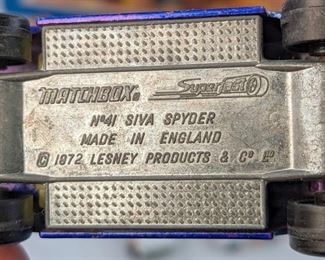 MATCHBOX® Superfast
Nº41 SIVA SPYDER
MADE IN ENGLAND
© 1972 LESNEY PRODUCTS & Cº Lᴰ